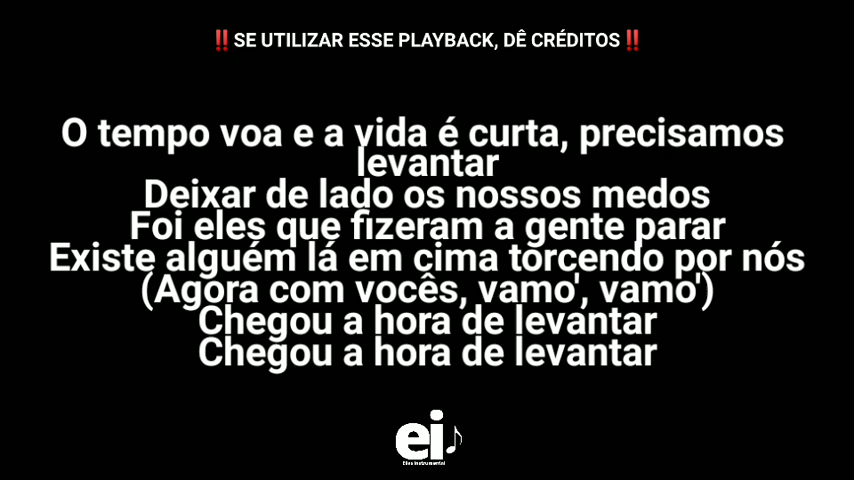 ‼️SE UTILIZAR ESSE PLAYBACK, DÊ CRÉDITOS‼️
O tempo voa e a vida é curta, precisamos
levantar
Deixar de lado os nossos medos
Foi eles que fizeram a gente parar
Existe alguém lá em cima torcendo por nós
(Agora com vocês, vamo', vamo')
Chegou a hora de levantar
Chegou a hora de levantar
ei